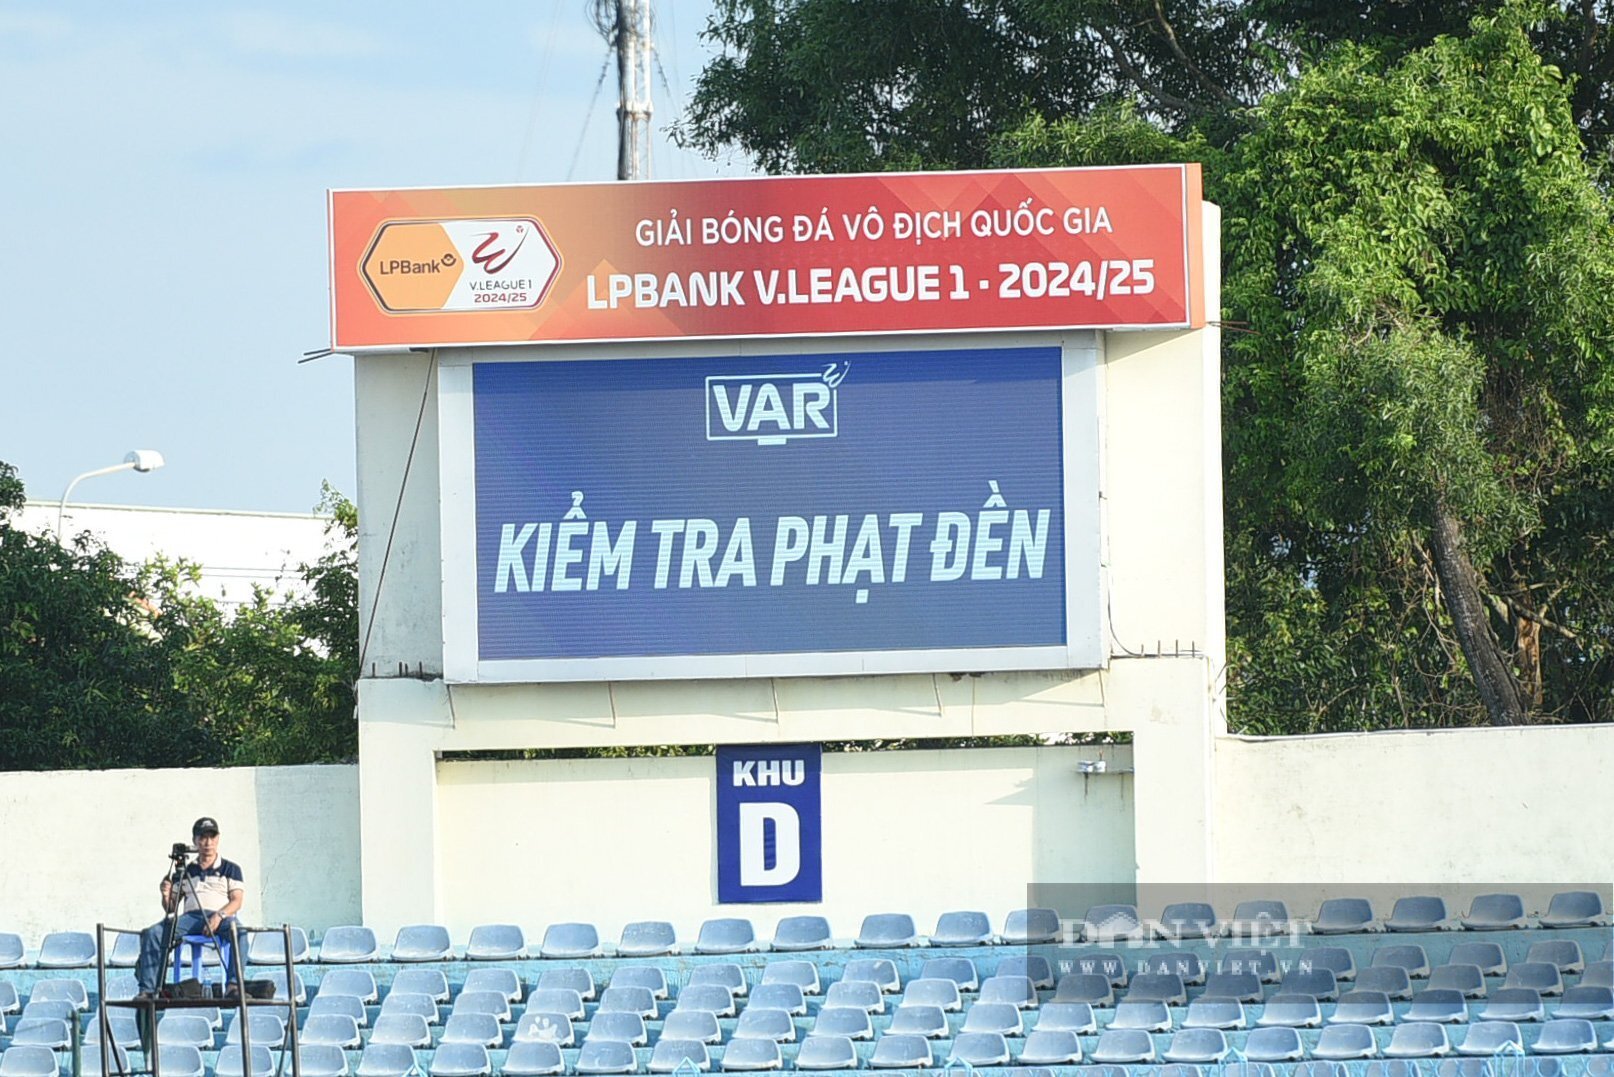 GIẢI BÓNG ĐÁ VÔ ĐỊCH QUỐC GIA
LPBANK V.LEAGUE 1 - 2024/25
LPBank
V.LEAGUE 1
2024/25
VAR
KIỂM TRA PHẠT ĐỀN
KHU
D
DÂN VIỆT
WWW.DANVIET.VN